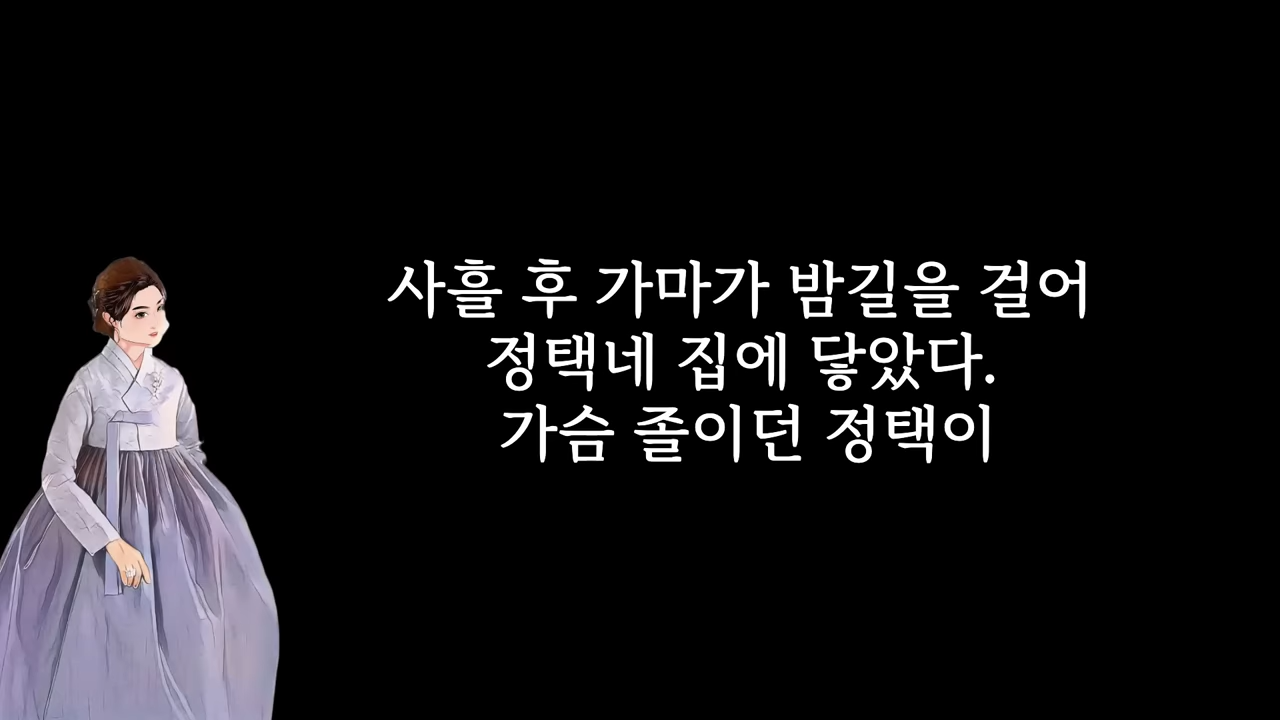 사흘 후 가마가 밤길을 걸어
정택네 집에 닿았다.
가슴 졸이던 정택이